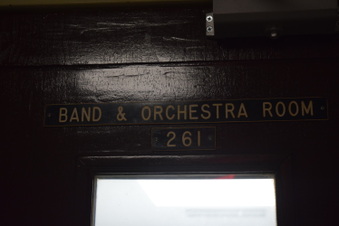 BAND & ORCHESTRA ROOM
261